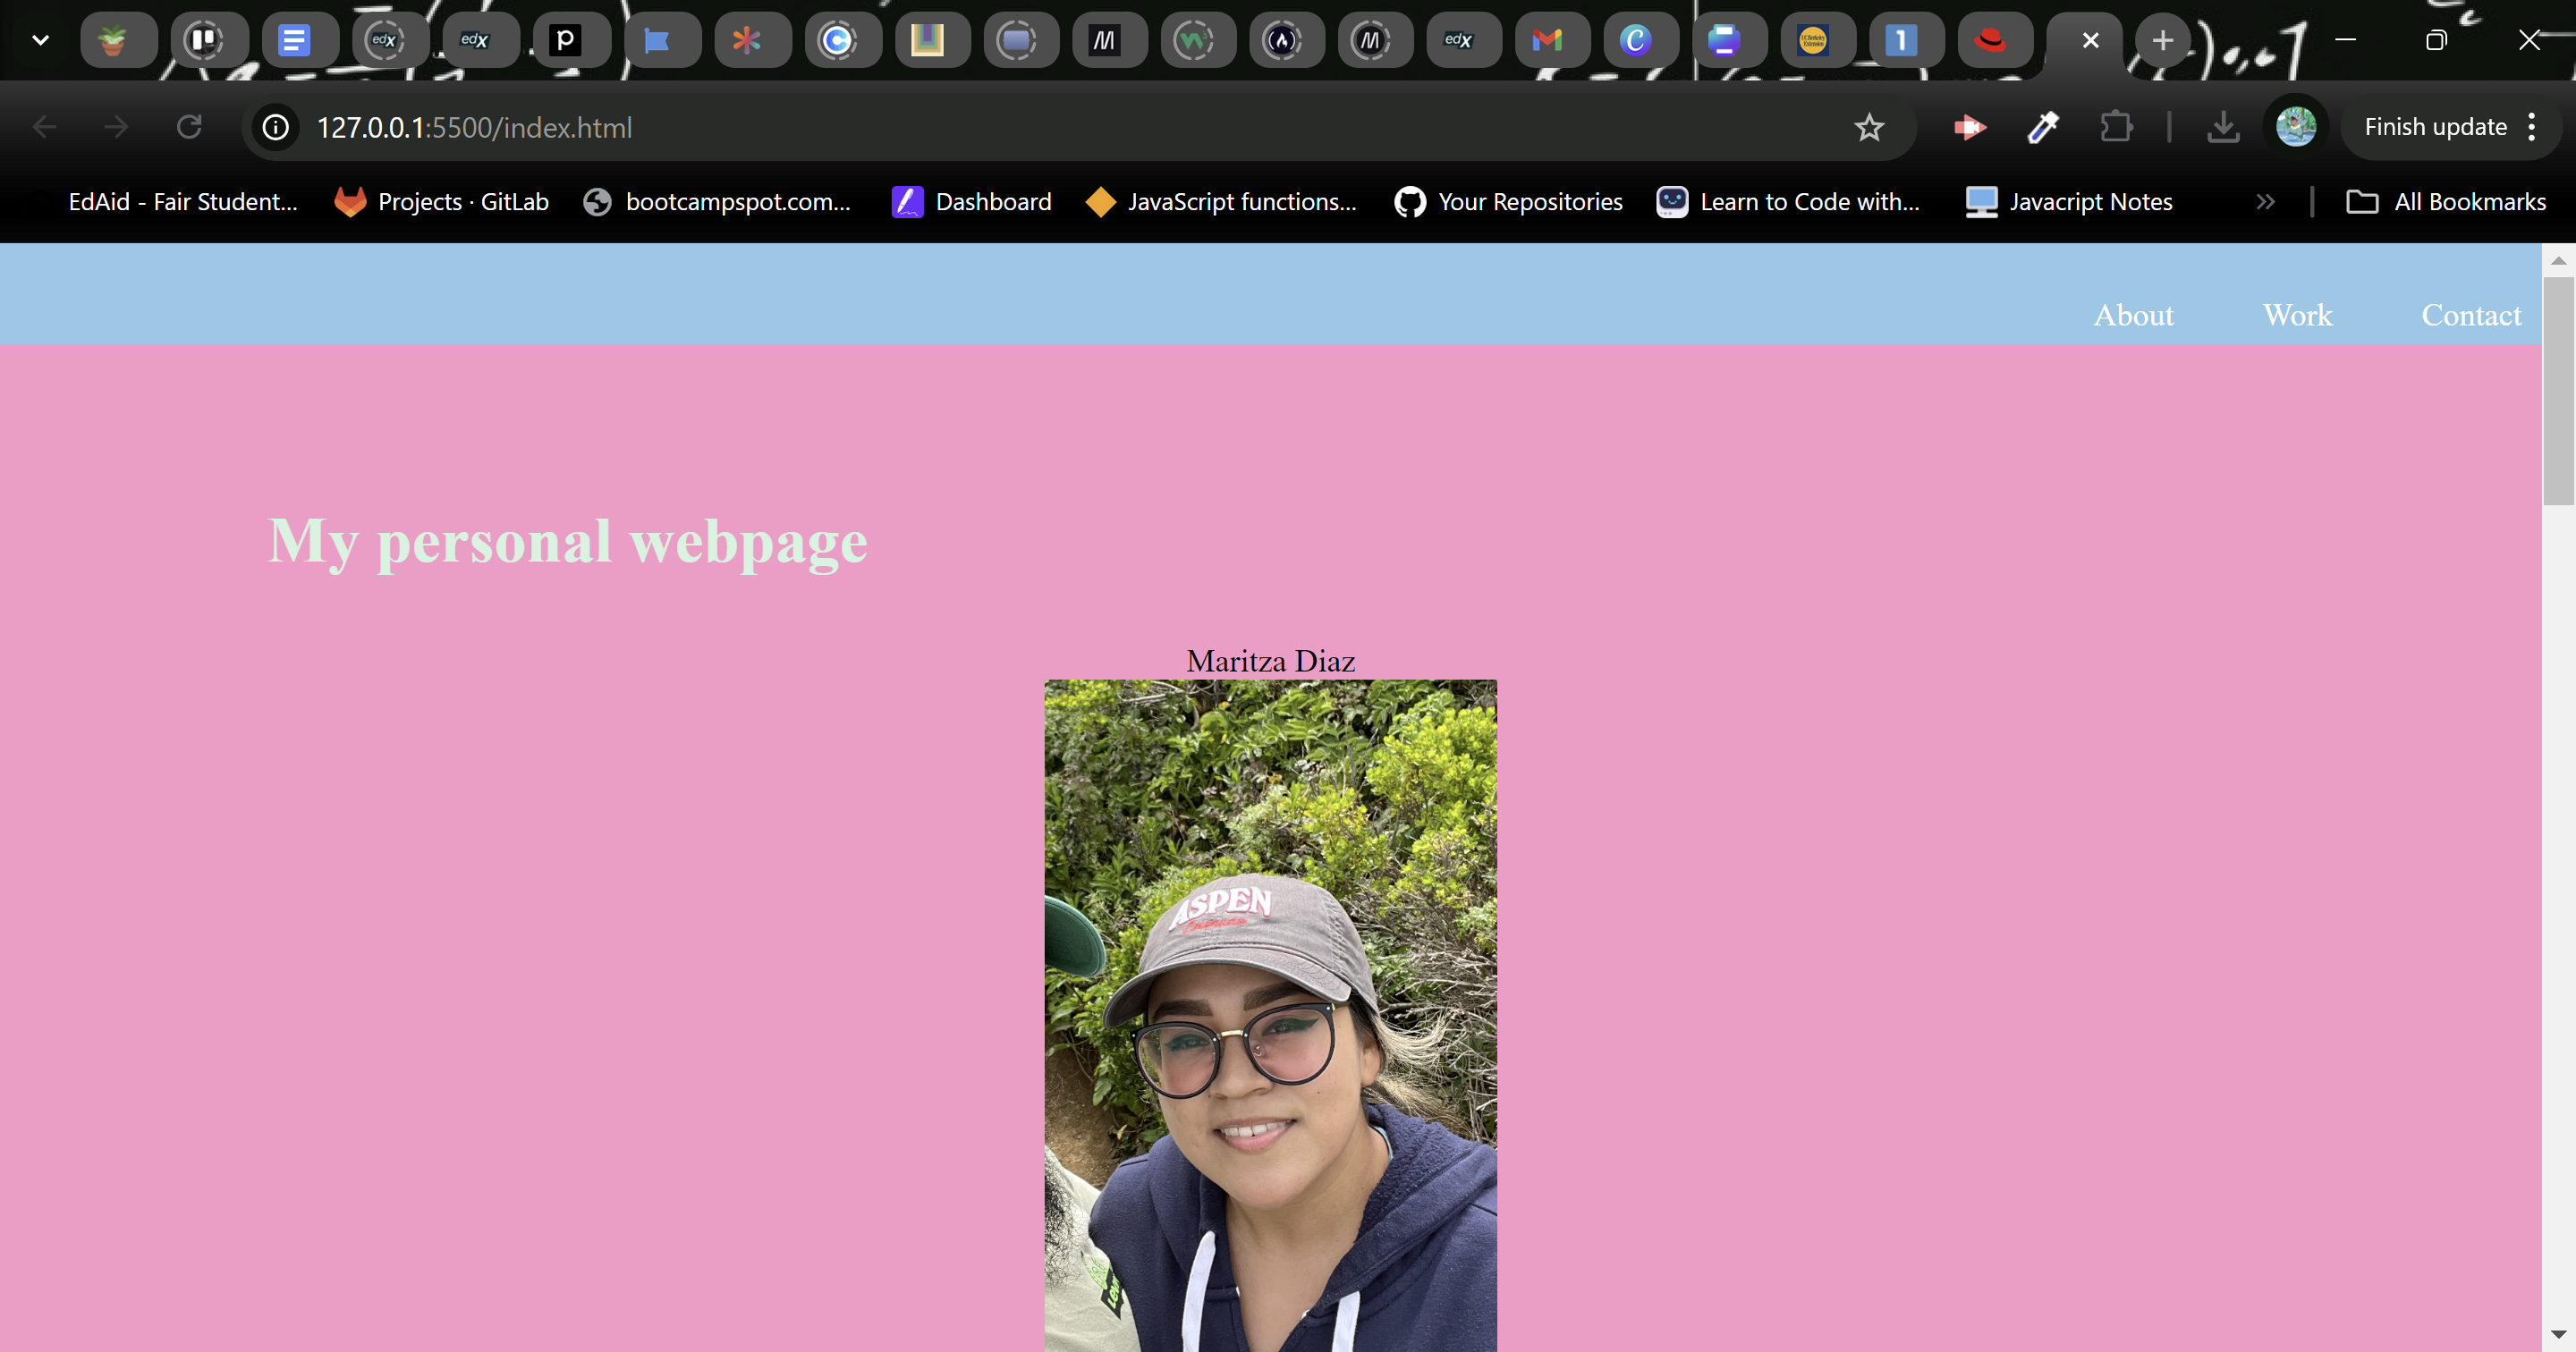 edX
edX
p
edX
1
127.0.0.1:5500/index.html
Finish update
EdAid - Fair Student...
Projects · GitLab
bootcampspot.com...
Dashboard
JavaScript functions...
Your Repositories
Learn to Code with...
Javacript Notes
All Bookmarks
About
Work
Contact
My personal webpage
Maritza Diaz
ASPEN